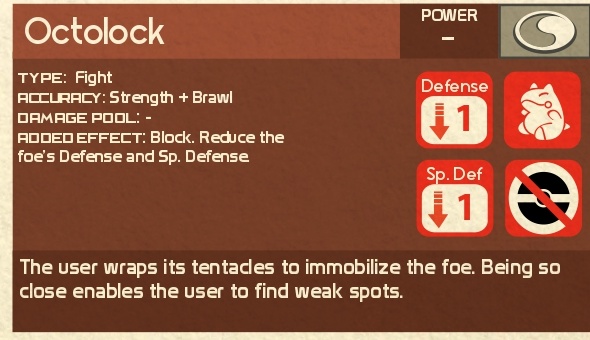 Octolock
POWER
–
TYPE: Fight
ACCURACY: Strength + Brawl
DAMAGE POOL: -
ADDED EFFECT: Block. Reduce the
foe's Defense and Sp. Defense.
Defense
1
Sp. Def
1
The user wraps its tentacles to immobilize the foe. Being so
close enables the user to find weak spots.